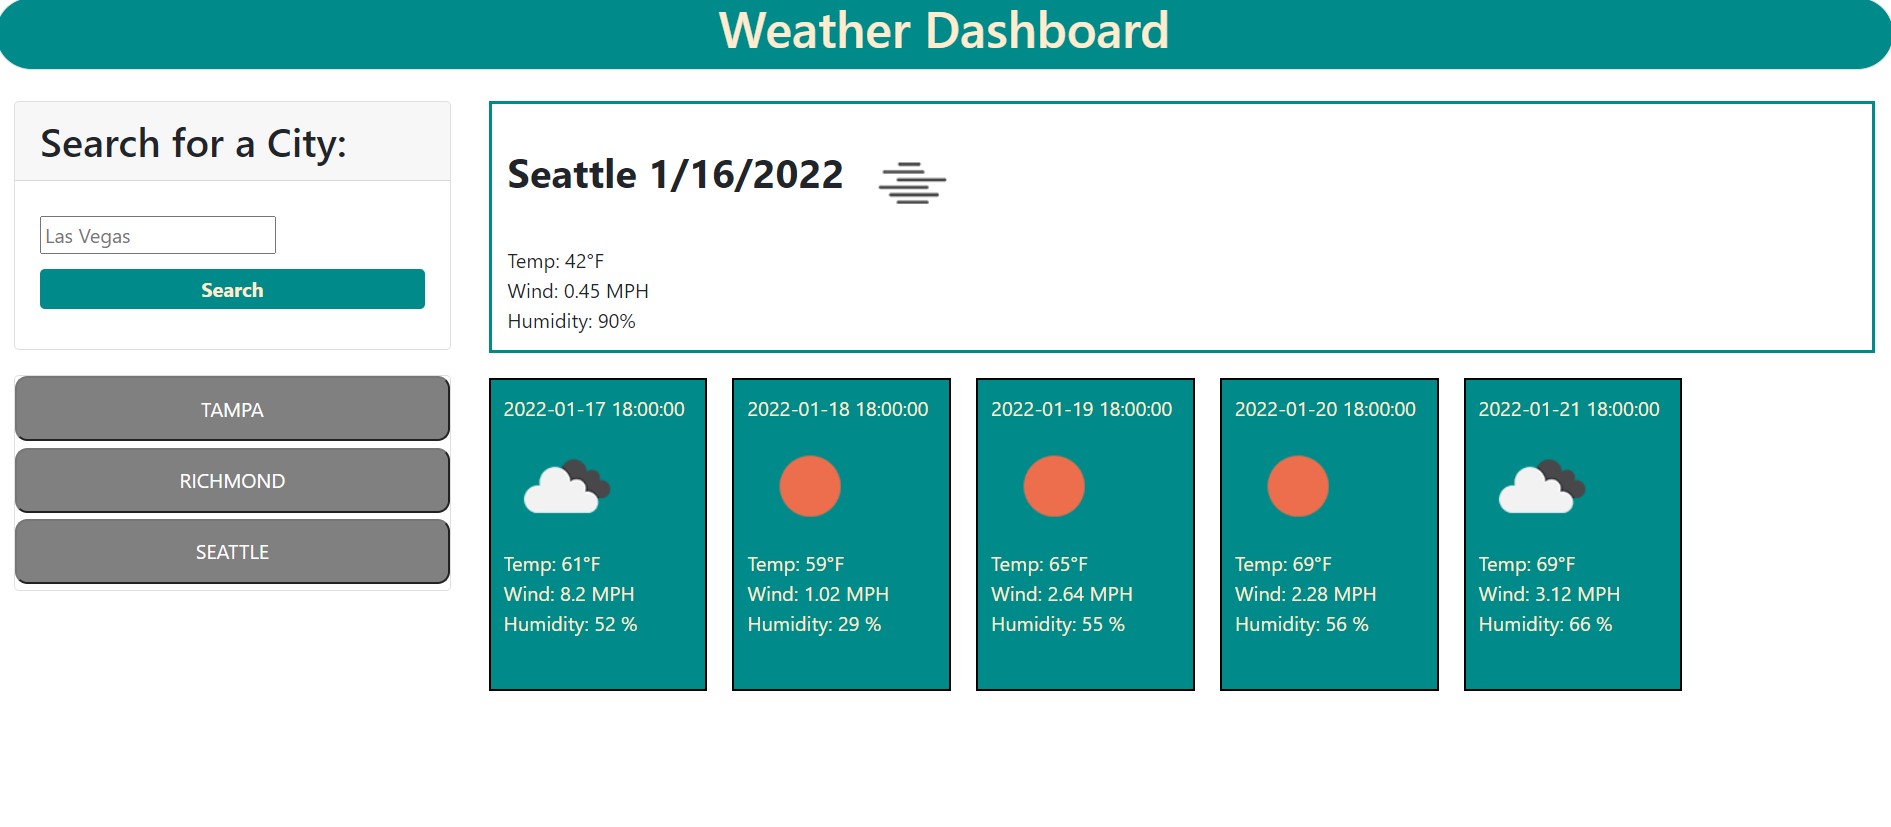 Weather Dashboard
Search for a City:
Las Vegas
Search
TAMPA
RICHMOND
SEATTLE
Seattle 1/16/2022
Temp: 42°F
Wind: 0.45 MPH
Humidity: 90%
2022-01-17 18:00:00
Temp: 61°F
Wind: 8.2 MPH
Humidity: 52 %
2022-01-18 18:00:00
Temp: 59°F
Wind: 1.02 MPH
Humidity: 29 %
2022-01-19 18:00:00
Temp: 65°F
Wind: 2.64 MPH
Humidity: 55 %
2022-01-20 18:00:00
Temp: 69°F
Wind: 2.28 MPH
Humidity: 56 %
2022-01-21 18:00:00
Temp: 69°F
Wind: 3.12 MPH
Humidity: 66 %